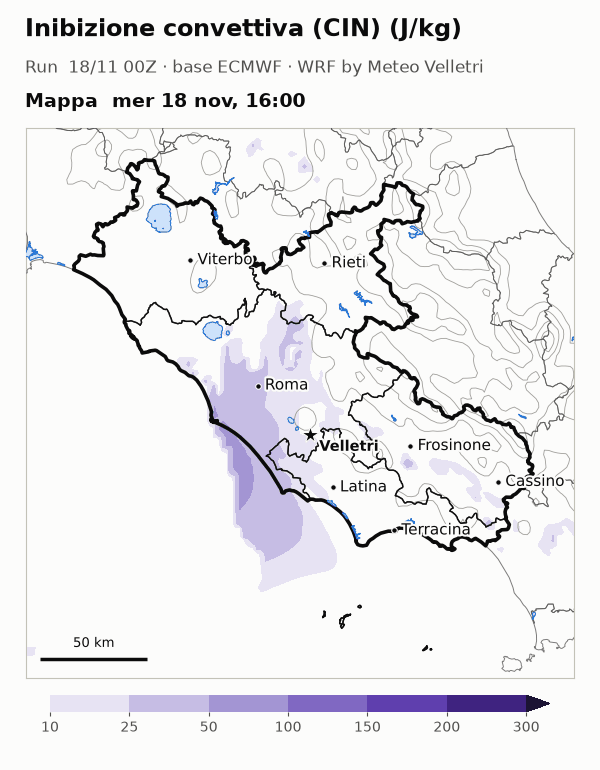 Inibizione convettiva (CIN) (J/kg)
Run 18/11 00Z · base ECMWF · WRF by Meteo Velletri
Mappa mer 18 nov, 16:00
Viterbo
Rieti
Roma
Velletri
Frosinone
Cassino
Latina
Terracina
50 km
10 25 50 100 150 200 300